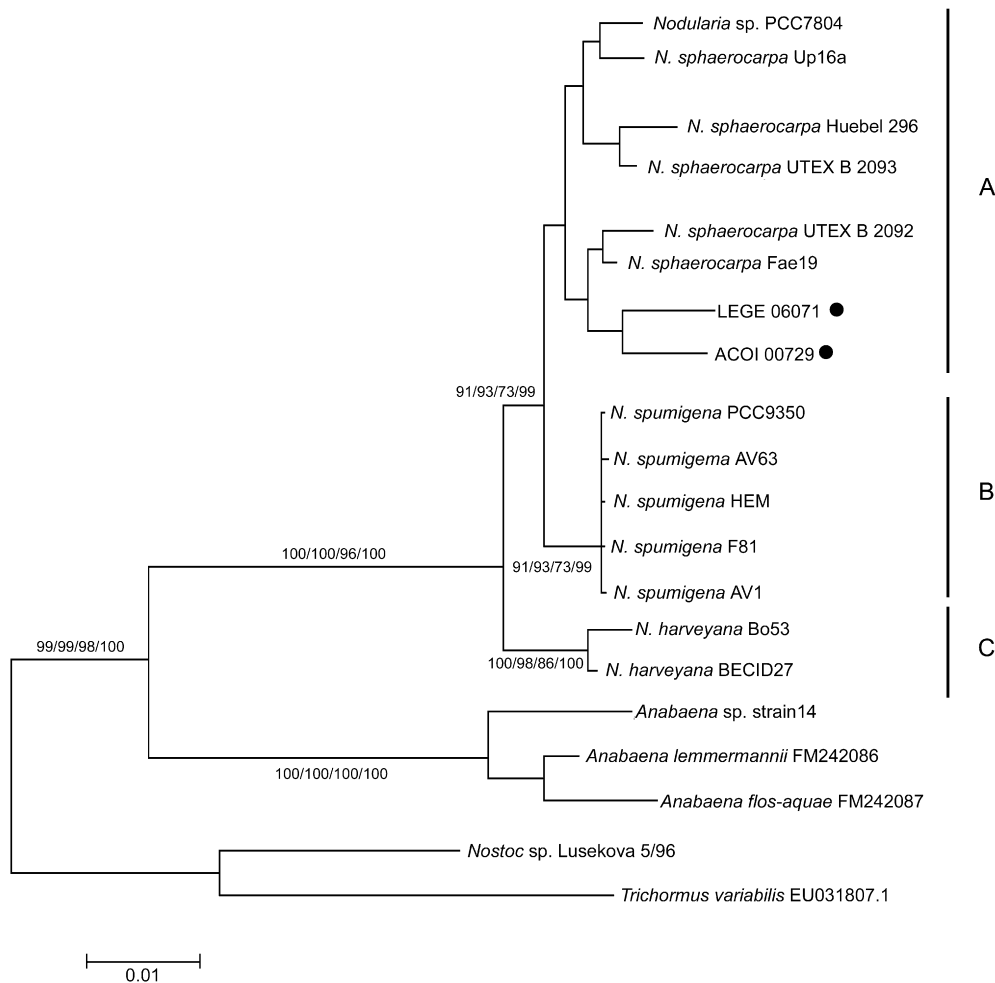 Nodularia sp. PCC7804
N. sphaerocarpa Up16a
N. sphaerocarpa Huebel 296
N. sphaerocarpa UTEX B 2093
A
N. sphaerocarpa UTEX B 2092
N. sphaerocarpa Fae19
LEGE 06071
ACOI 00729
91/93/73/99
N. spumigena PCC9350
N. spumigema AV63
B
N. spumigena HEM
N. spumigena F81
100/100/96/100
91/93/73/99
N. spumigena AV1
N. harveyana Bo53
99/99/98/100
C
100/98/86/100
N. harveyana BECID27
Anabaena sp. strain14
Anabaena lemmermannii FM242086
100/100/100/100
Anabaena flos-aquae FM242087
Nostoc sp. Lusekova 5/96
Trichormus variabilis EU031807.1
0.01